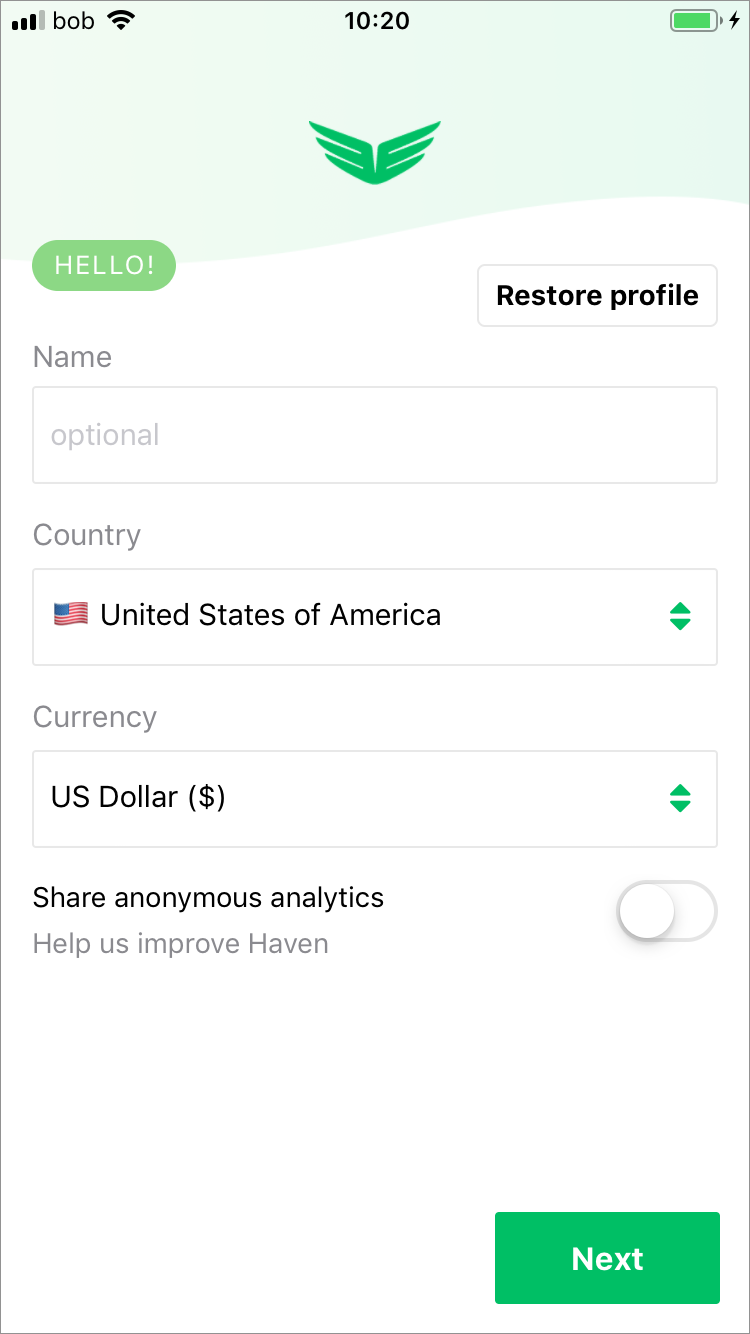 bob 10:20
HELLO!
Restore profile
Name
optional
Country
United States of America
Currency
US Dollar ($)
Share anonymous analytics
Help us improve Haven
Next